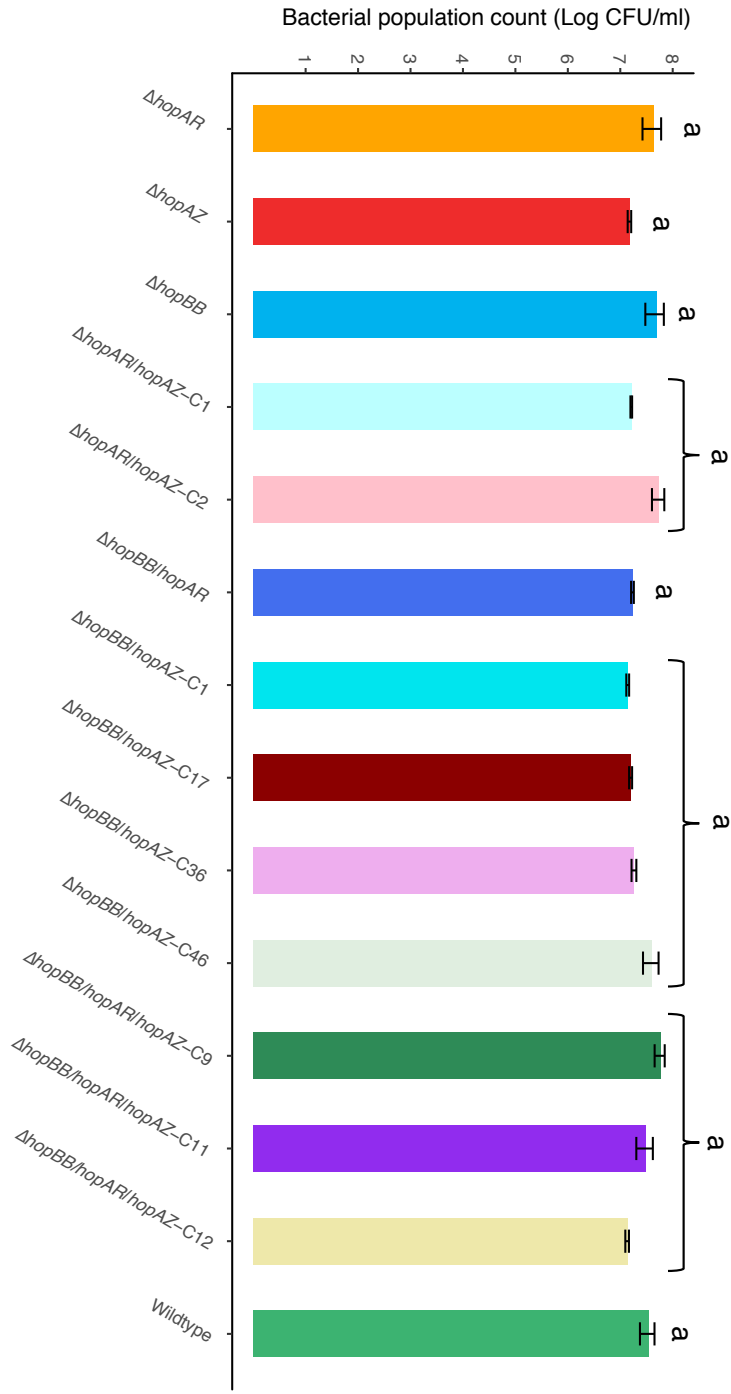 Bacterial population count (Log CFU/ml)
1
2
3
4
5
6
7
8
ΔhopAR
a
ΔhopAZ
a
ΔhopBB
a
ΔhopAR/hopAZ–C1
ΔhopAR/hopAZ–C2
a
ΔhopBB/hopAR
a
ΔhopBB/hopAZ–C1
ΔhopBB/hopAZ–C17
ΔhopBB/hopAZ–C36
ΔhopBB/hopAZ–C46
a
ΔhopBB/hopAR/hopAZ–C9
ΔhopBB/hopAR/hopAZ–C11
ΔhopBB/hopAR/hopAZ–C12
a
Wildtype
a